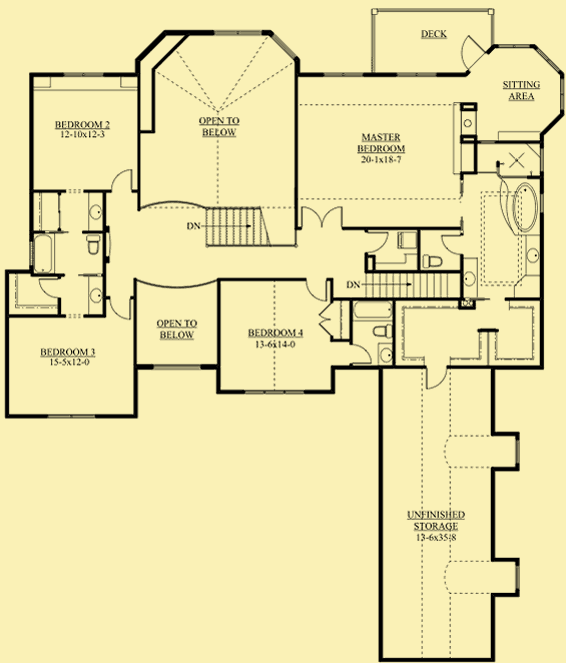 DECK
SITTING
AREA
BEDROOM 2
12-10x12-3
OPEN TO
BELOW
MASTER
BEDROOM
20-1x18-7
DN
DN
OPEN TO
BELOW
BEDROOM 4
13-6x14-0
BEDROOM 3
15-5x12-0
UNFINISHED
STORAGE
13-6x35-8